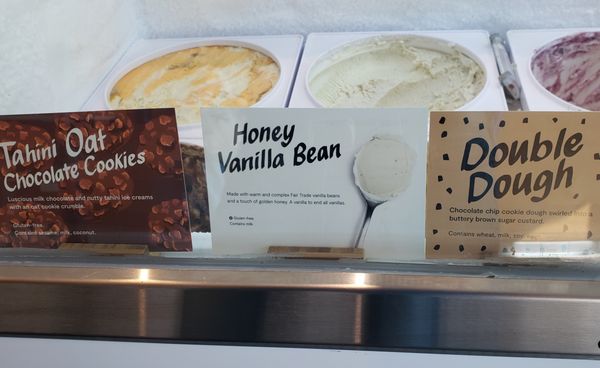 Tahini Oat
Chocolate Cookies
Luscious milk chocolate and nutty tahini ice creams
with an oat cookie crumble.
Gluten-free
Contains sesame, milk, coconut.
Honey
Vanilla Bean
Made with warm and complex Fair Trade vanilla beans
and a touch of golden honey. A vanilla to end all vanillas.
Gluten-free
Contains milk.
Double
Dough
Chocolate chip cookie dough swirled into a
buttery brown sugar custard.
Contains wheat, milk, soy,